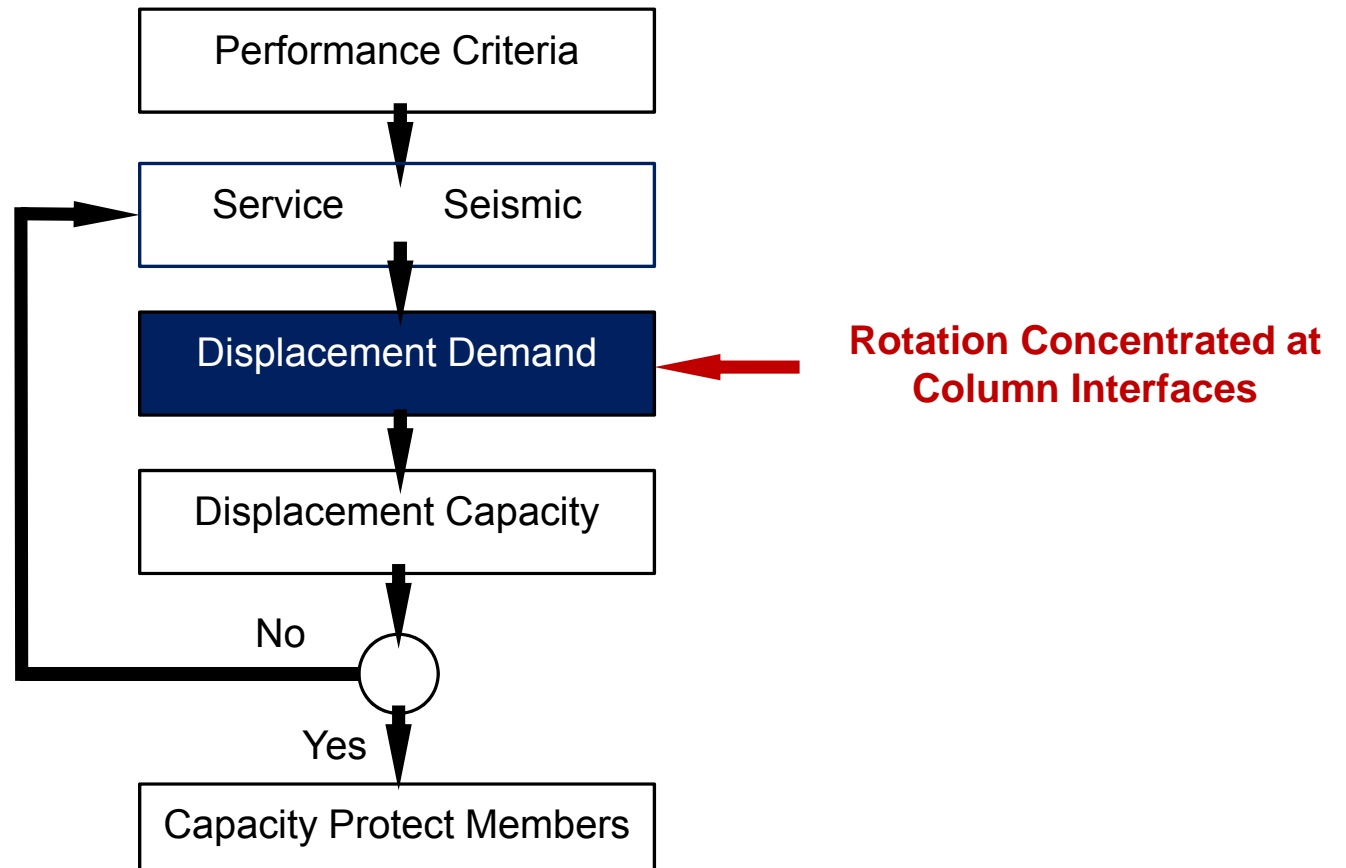 Performance Criteria
Service Seismic
Displacement Demand
Rotation Concentrated at
Column Interfaces
Displacement Capacity
No
Yes
Capacity Protect Members